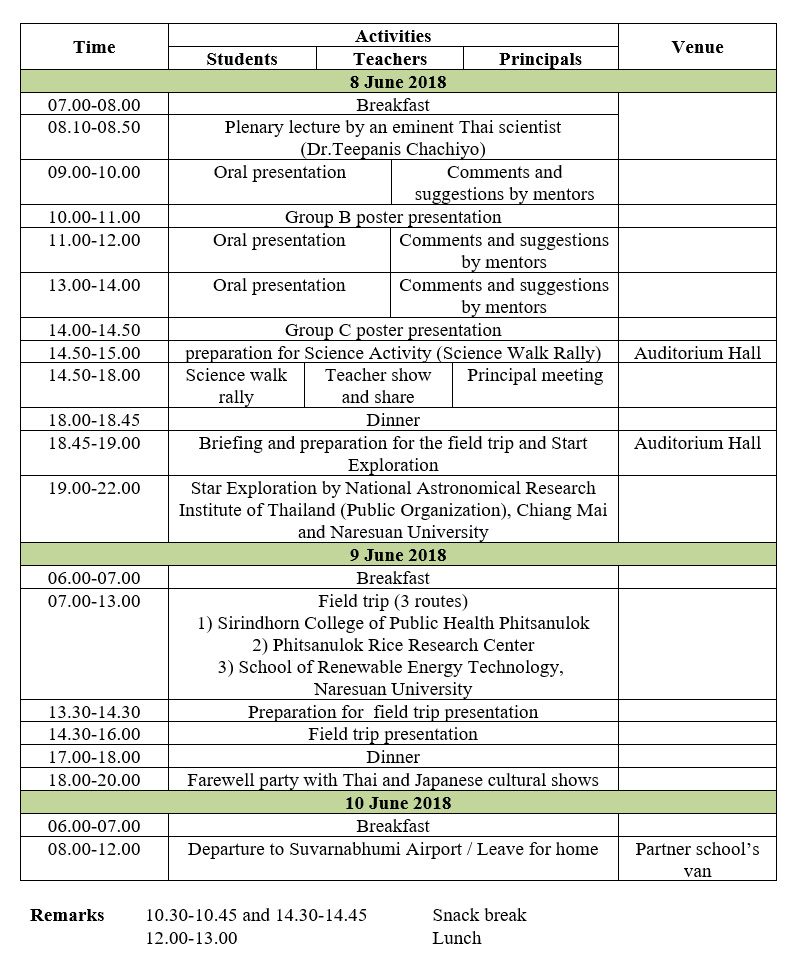 Time
Activities
Venue
Students Teachers Principals
8 June 2018
07.00-08.00 Breakfast
08.10-08.50 Plenary lecture by an eminent Thai scientist
(Dr.Teepanis Chachiyo)
09.00-10.00 Oral presentation Comments and
suggestions by mentors
10.00-11.00 Group B poster presentation
11.00-12.00 Oral presentation Comments and suggestions
by mentors
13.00-14.00 Oral presentation Comments and suggestions
by mentors
14.00-14.50 Group C poster presentation
14.50-15.00 preparation for Science Activity (Science Walk Rally) Auditorium Hall
14.50-18.00 Science walk Teacher show Principal meeting
rally and share
18.00-18.45 Dinner
18.45-19.00 Briefing and preparation for the field trip and Start Auditorium Hall
Exploration
19.00-22.00 Star Exploration by National Astronomical Research
Institute of Thailand (Public Organization), Chiang Mai
and Naresuan University
9 June 2018
06.00-07.00 Breakfast
07.00-13.00 Field trip (3 routes)
1) Sirindhorn College of Public Health Phitsanulok
2) Phitsanulok Rice Research Center
3) School of Renewable Energy Technology,
Naresuan University
13.30-14.30 Preparation for field trip presentation
14.30-16.00 Field trip presentation
17.00-18.00 Dinner
18.00-20.00 Farewell party with Thai and Japanese cultural shows
10 June 2018
06.00-07.00 Breakfast
08.00-12.00 Departure to Suvarnabhumi Airport / Leave for home Partner school's
van
Remarks 10.30-10.45 and 14.30-14.45 Snack break
12.00-13.00 Lunch